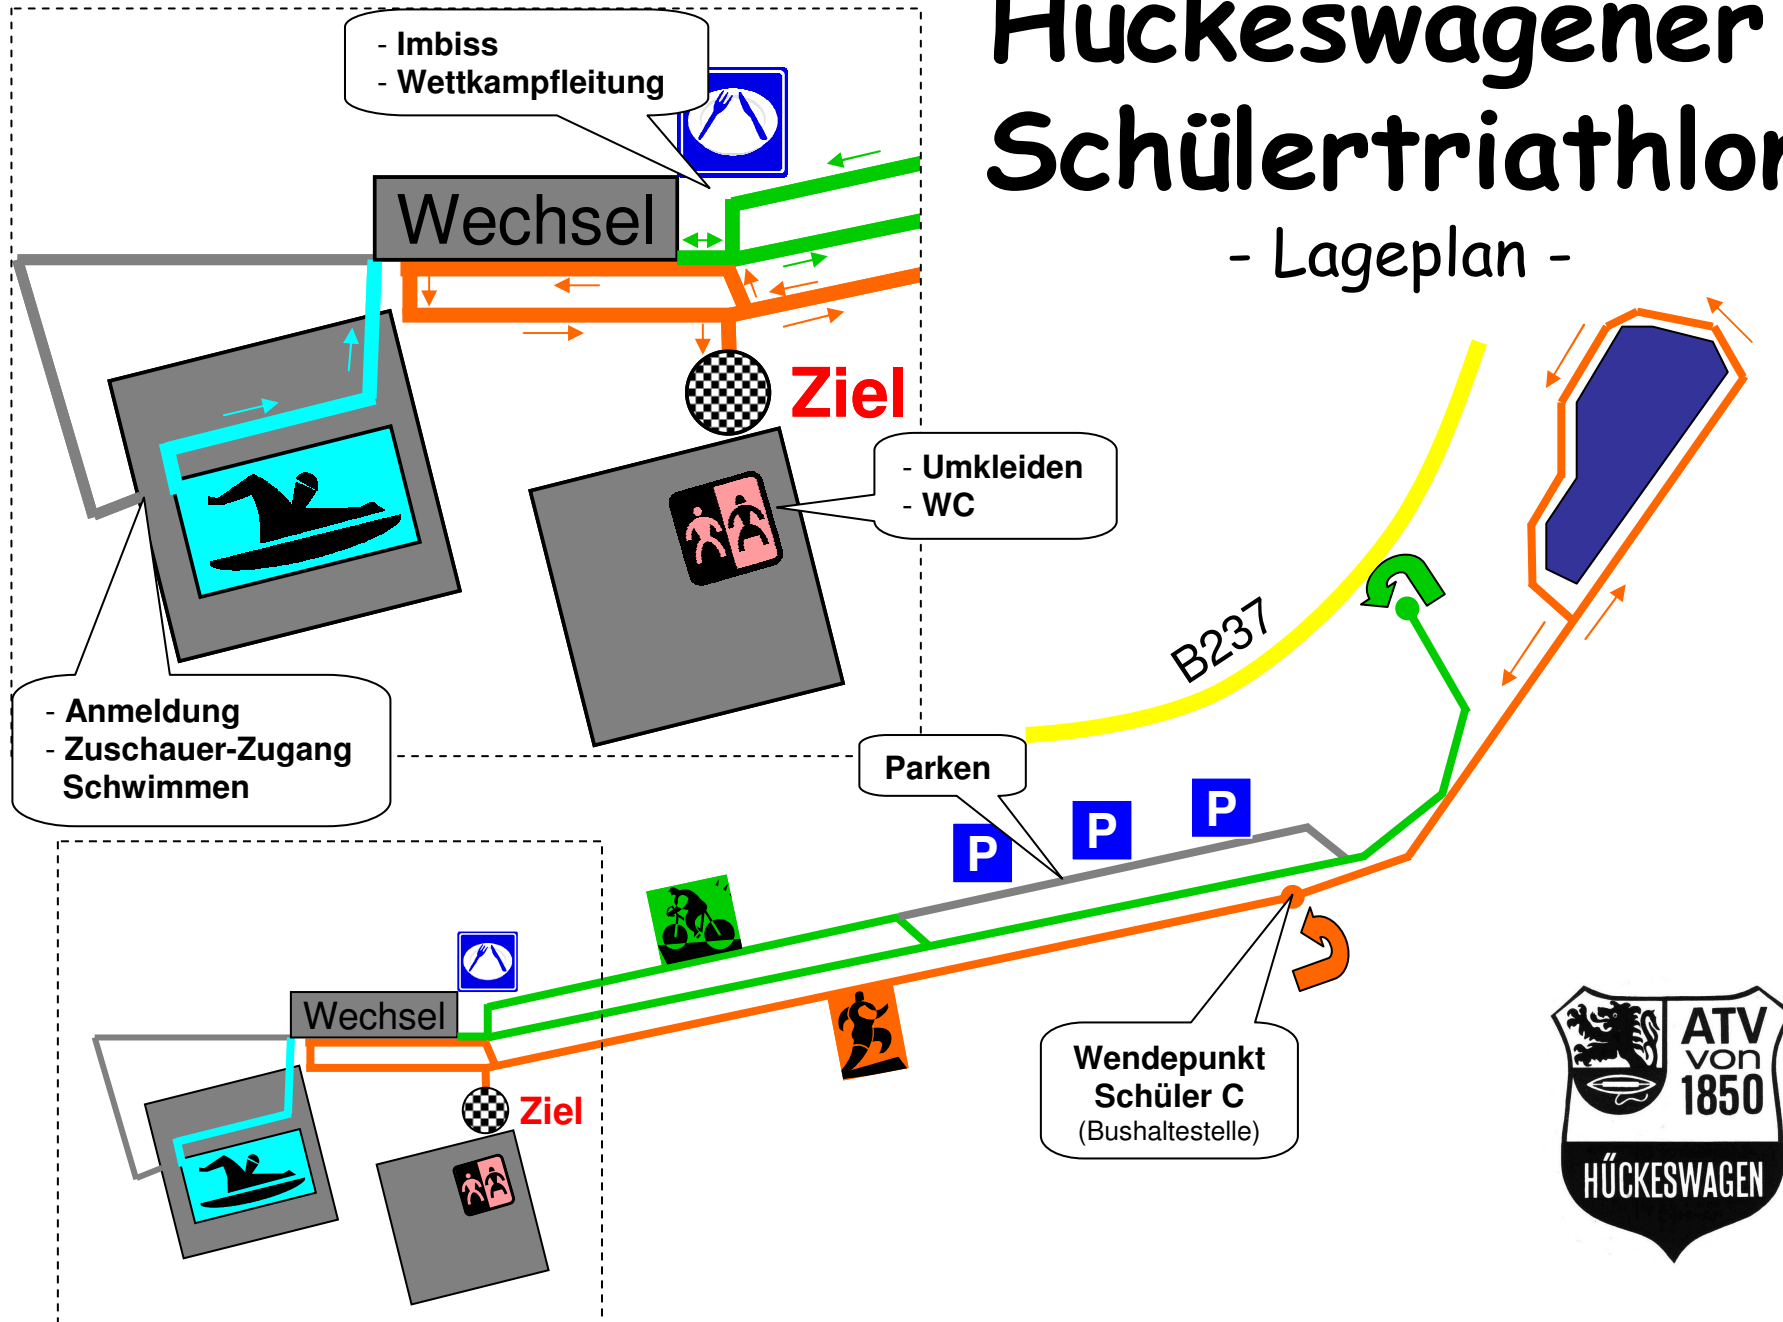 Hückeswagener
Schülertriathlon
- Lageplan -
- Imbiss
- Wettkampfleitung
Wechsel
Ziel
- Umkleiden
- WC
- Anmeldung
- Zuschauer-Zugang
Schwimmen
B237
Parken
P
P
P
Wechsel
Ziel
Wendepunkt
Schüler C
(Bushaltestelle)
ATV
von
1850
HÜCKESWAGEN